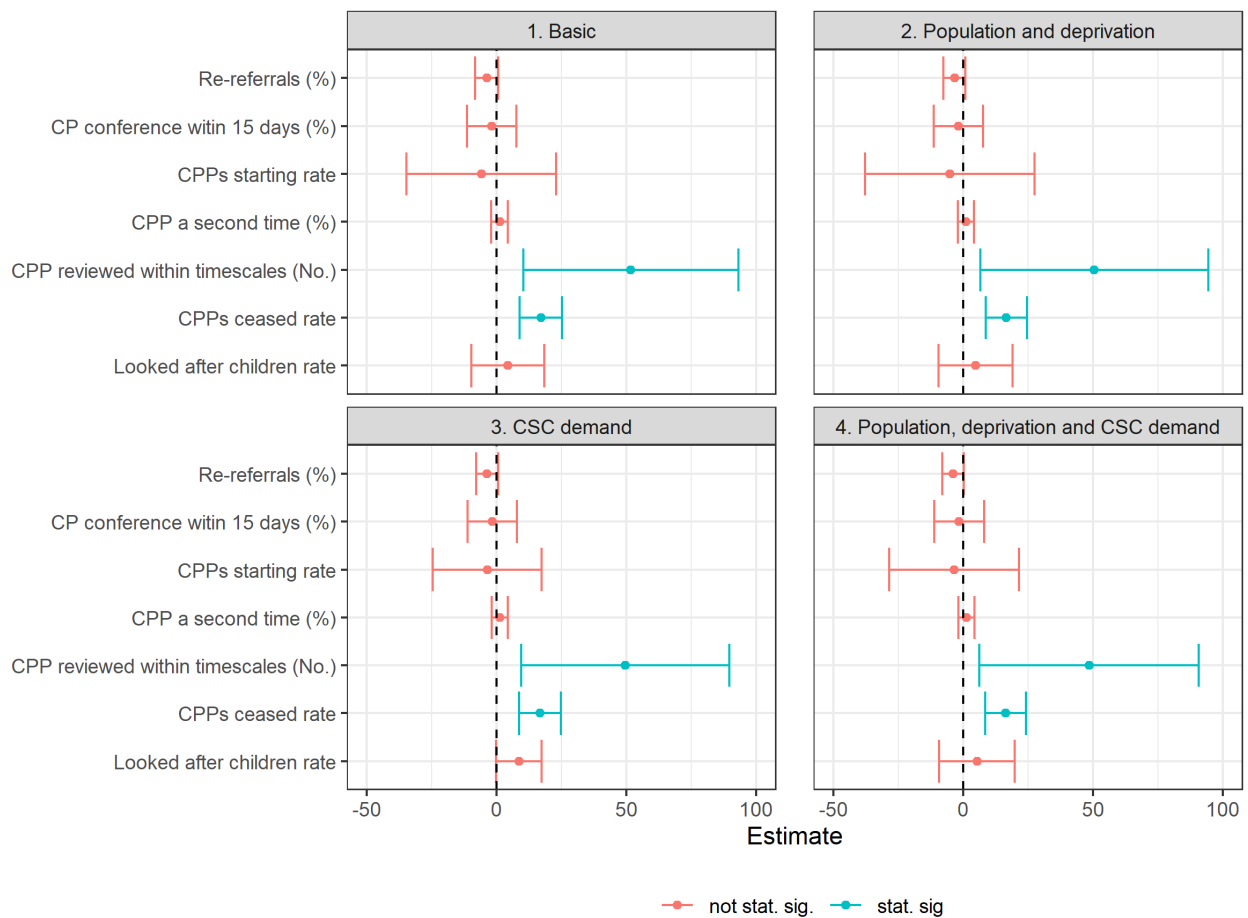 1. Basic
2. Population and deprivation
Re-referrals (%)
CP conference witin 15 days (%)
CPPs starting rate
CPP a second time (%)
CPP reviewed within timescales (No.)
CPPs ceased rate
Looked after children rate
3. CSC demand
4. Population, deprivation and CSC demand
Re-referrals (%)
CP conference witin 15 days (%)
CPPs starting rate
CPP a second time (%)
CPP reviewed within timescales (No.)
CPPs ceased rate
Looked after children rate
-50 0 50 100 -50 0 50 100
Estimate
not stat. sig. stat. sig